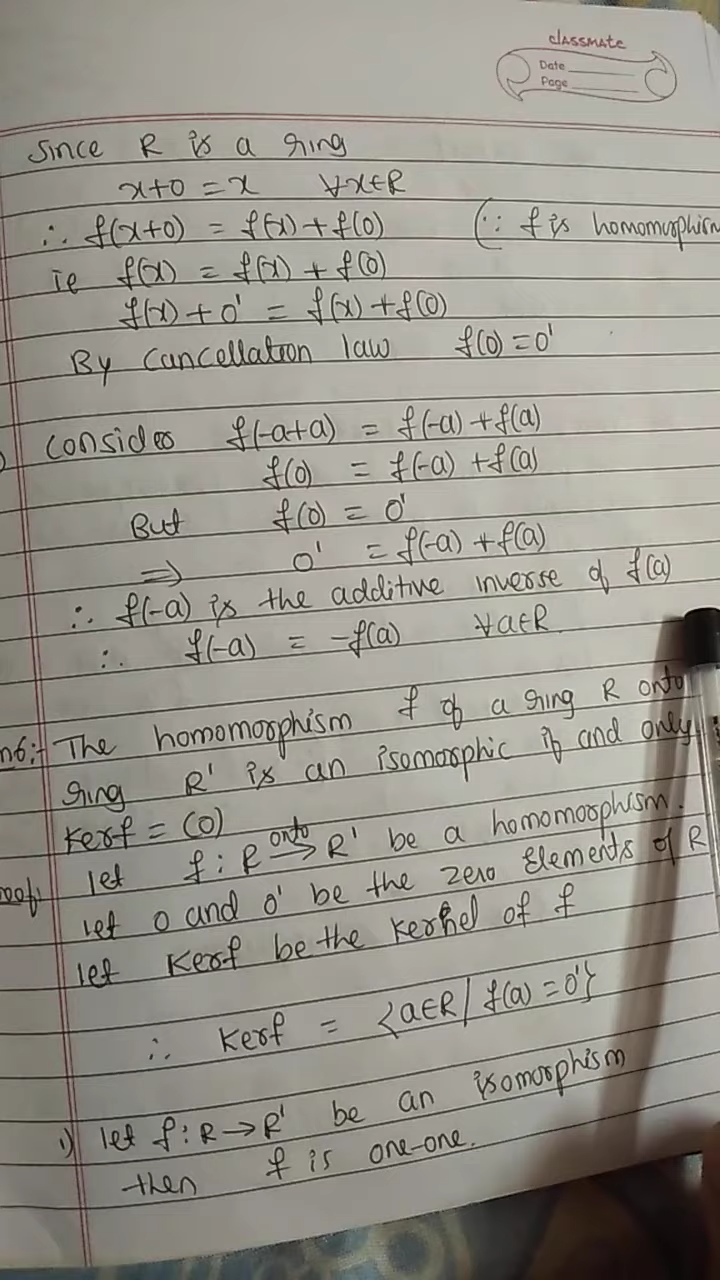 classmate
Date
Page
Since R is a ring
x+0 = x ∀x∈R
∴ f(x+0) = f(x) + f(0) (∵ f is homomorphism
ie f(x) = f(x) + f(0)
f(x) + 0' = f(x) + f(0)
By Cancellation law f(0) = 0'
Consider f(-a+a) = f(-a) + f(a)
f(0) = f(-a) + f(a)
But f(0) = 0'
⇒ 0' = f(-a) + f(a)
∴ f(-a) is the additive inverse of f(a)
∴ f(-a) = -f(a) ∀a∈R
m6:- The homomorphism f of a ring R onto
ring R' is an isomorphic if and only
Kerf = (0)
roof: let f : R onto→ R' be a homomorphism.
let 0 and 0' be the zero Elements of R
let Kerf be the Kernel of f
∴ Kerf = {a∈R / f(a) = 0'}
1) let f : R → R' be an isomorphism
then f is one-one.